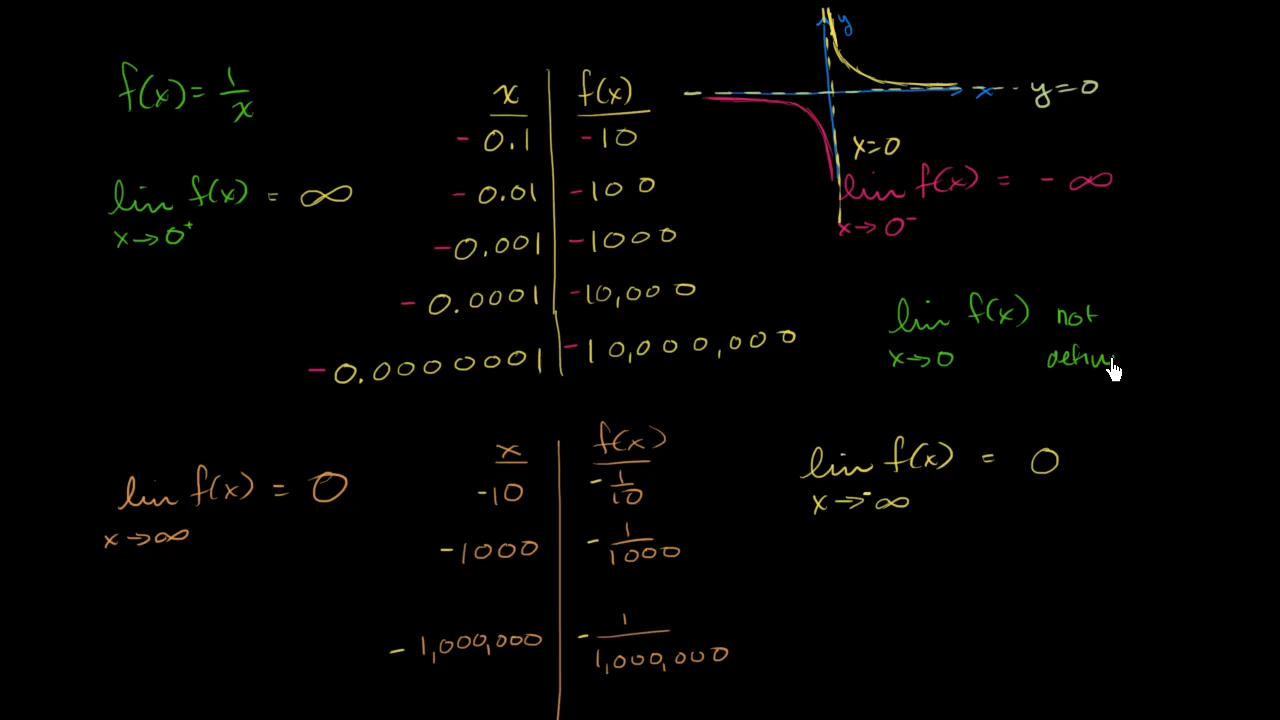 f(x) = 1/x
lim f(x) = ∞
x → 0⁺
x | f(x)
-0.1 | -10
-0.01 | -100
-0.001 | -1000
-0.0001 | -10,000
-0.0000001 | -10,000,000
y
x
y=0
x=0
lim f(x) = -∞
x → 0⁻
lim f(x) not
x → 0 defin
lim f(x) = 0
x → ∞
x | f(x)
-10 | -1/10
-1000 | -1/1000
-1,000,000 | -1/1,000,000
lim f(x) = 0
x → -∞